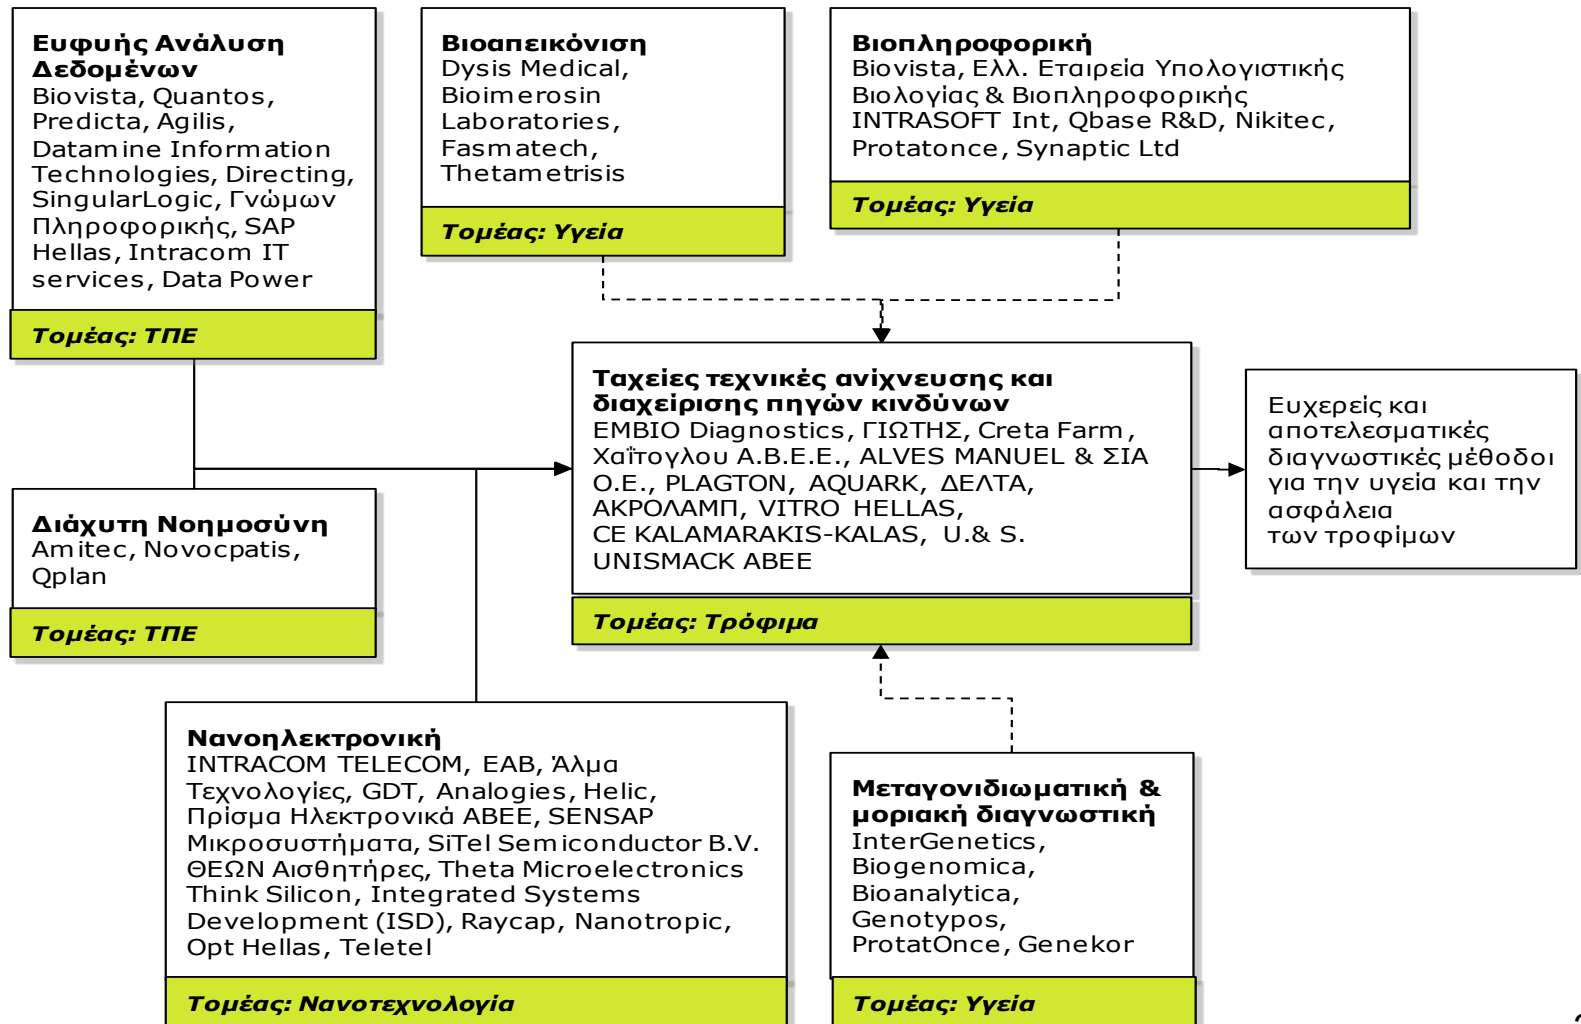 Ευφυής Ανάλυση
Δεδομένων
Biovista, Quantos,
Predicta, Agilis,
Datamine Information
Technologies, Directing,
SingularLogic, Γνώμων
Πληροφορικής, SAP
Hellas, Intracom IT
services, Data Power
Τομέας: ΤΠΕ
Βιοαπεικόνιση
Dysis Medical,
Bioimerosin
Laboratories,
Fasmatech,
Thetametrisis
Τομέας: Υγεία
Βιοπληροφορική
Biovista, Ελλ. Εταιρεία Υπολογιστικής
Βιολογίας & Βιοπληροφορικής
INTRASOFT Int, Qbase R&D, Nikitec,
Protatonce, Synaptic Ltd
Τομέας: Υγεία
Ταχείες τεχνικές ανίχνευσης και
διαχείρισης πηγών κινδύνων
EMBIO Diagnostics, ΓΙΩΤΗΣ, Creta Farm,
Χαΐτογλου Α.Β.Ε.Ε., ALVES MANUEL & ΣΙΑ
Ο.Ε., PLAGTON, AQUARK, ΔΕΛΤΑ,
ΑΚΡΟΛΑΜΠ, VITRO HELLAS,
CE KALAMARAKIS-KALAS, U.& S.
UNISMACK ΑΒΕΕ
Τομέας: Τρόφιμα
Ευχερείς και
αποτελεσματικές
διαγνωστικές μέθοδοι
για την υγεία και την
ασφάλεια
των τροφίμων
Διάχυτη Νοημοσύνη
Amitec, Novocpatis,
Qplan
Τομέας: ΤΠΕ
Νανοηλεκτρονική
INTRACOM TELECOM, ΕΑΒ, Άλμα
Τεχνολογίες, GDT, Analogies, Helic,
Πρίσμα Ηλεκτρονικά ΑΒΕΕ, SENSAP
Μικροσυστήματα, SiTel Semiconductor B.V.
ΘΕΩΝ Αισθητήρες, Theta Microelectronics
Think Silicon, Integrated Systems
Development (ISD), Raycap, Nanotropic,
Opt Hellas, Teletel
Τομέας: Νανοτεχνολογία
Μεταγονιδιωματική &
μοριακή διαγνωστική
InterGenetics,
Biogenomica,
Bioanalytica,
Genotypos,
ProtatOnce, Genekor
Τομέας: Υγεία